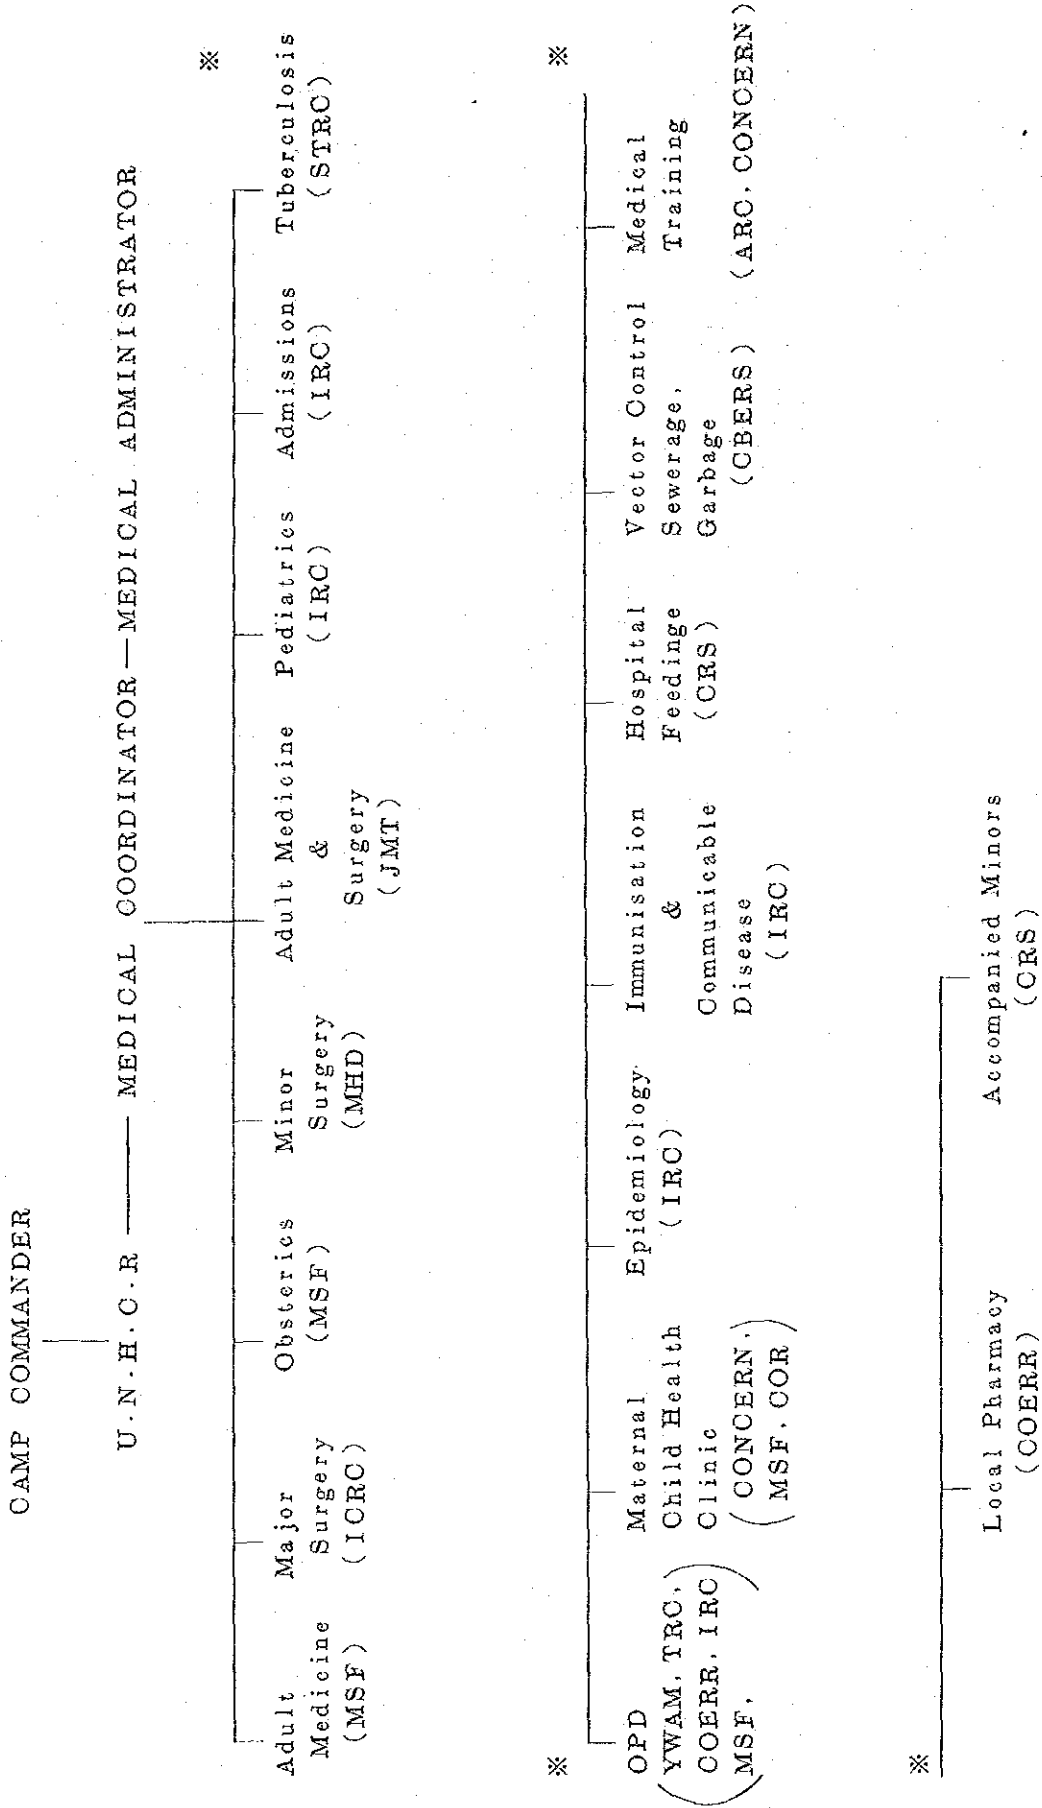 CAMP COMMANDER
U.N.H.C.R — MEDICAL COORDINATOR — MEDICAL ADMINISTRATOR
※
Adult
Medicine
(MSF)
Major
Surgery
(ICRC)
Obsterics
(MSF)
Minor
Surgery
(MHD)
Adult Medicine
&
Surgery
(JMT)
Pediatrics
(IRC)
Admissions
(IRC)
Tuberculosis
(STRC)
※
※
OPD
(YWAM, TRC,
COERR, IRC
MSF,)
Maternal
Child Health
Clinic
(CONCERN,
MSF, COR)
Epidemiology
(IRC)
Immunisation
&
Communicable
Disease
(IRC)
Hospital
Feedinge
(CRS)
Vector Control
Sewerage,
Garbage
(CBERS)
Medical
Training
(ARC, CONCERN)
※
Local Pharmacy
(COERR)
Accompanied Minors
(CRS)